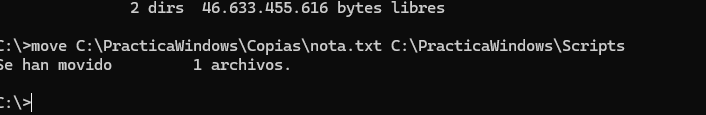 2 dirs  46.633.455.616 bytes libres
C:\>move C:\PracticaWindows\Copias\nota.txt C:\PracticaWindows\Scripts
Se han movido         1 archivos.
C:\>